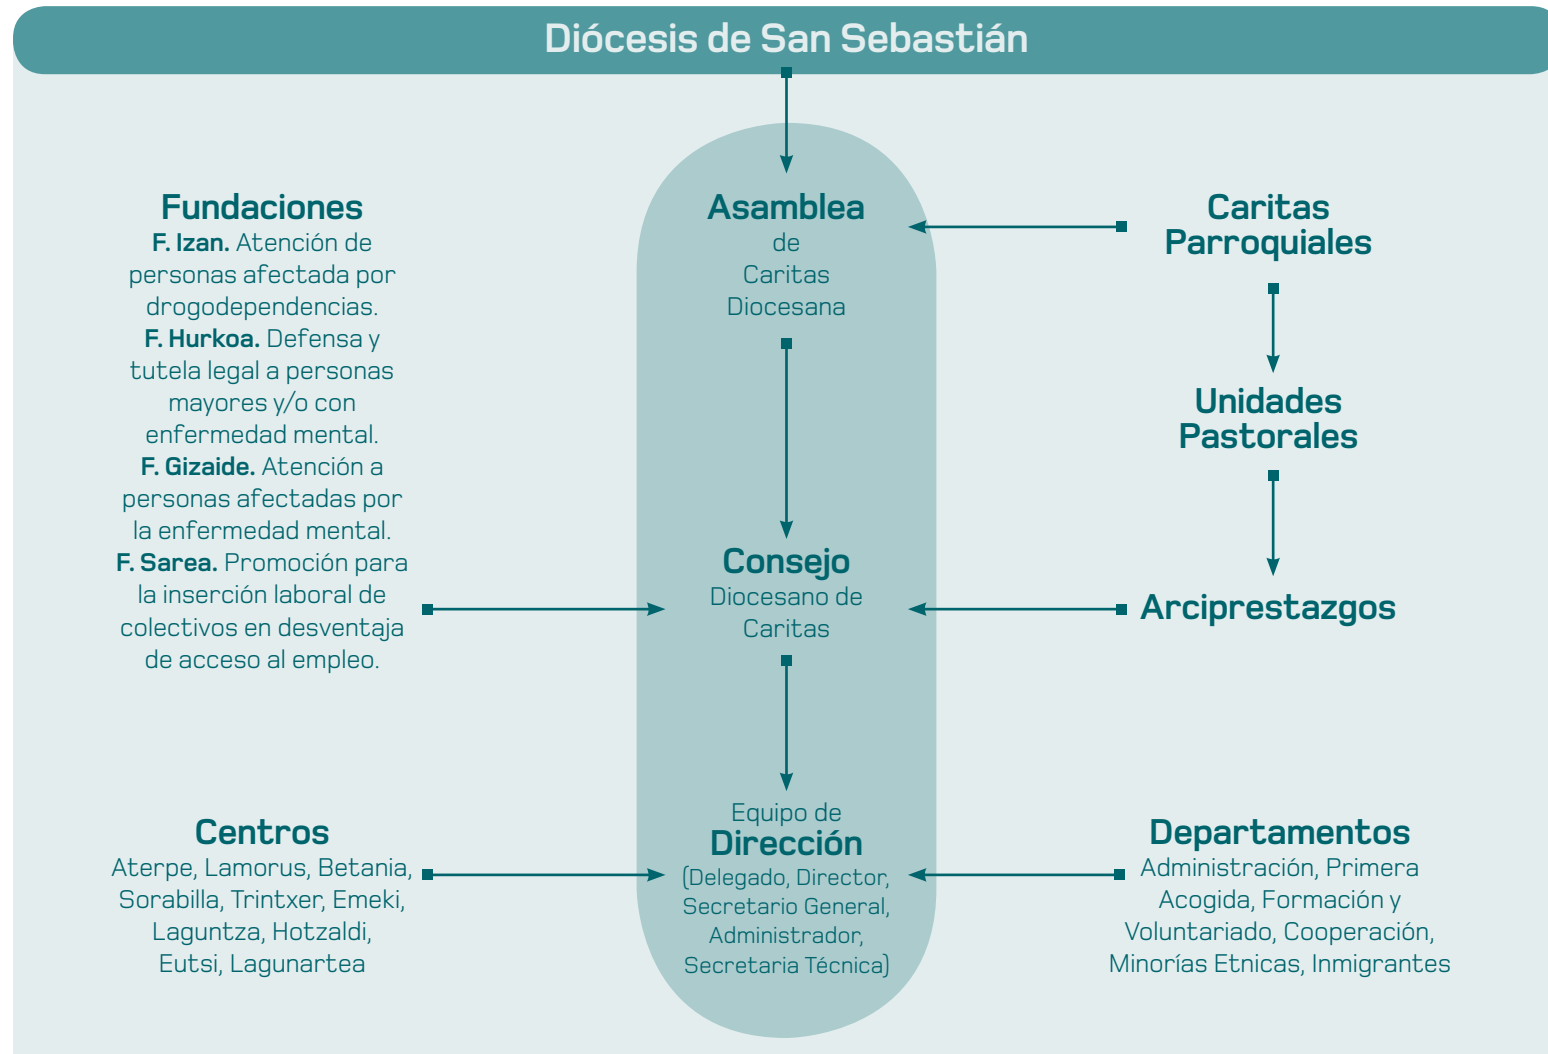 Diócesis de San Sebastián
Fundaciones
F. Izan. Atención de
personas afectada por
drogodependencias.
F. Hurkoa. Defensa y
tutela legal a personas
mayores y/o con
enfermedad mental.
F. Gizaide. Atención a
personas afectadas por
la enfermedad mental.
F. Sarea. Promoción para
la inserción laboral de
colectivos en desventaja
de acceso al empleo.
Asamblea
de
Caritas
Diocesana
Caritas
Parroquiales
Unidades
Pastorales
Consejo
Diocesano de
Caritas
Arciprestazgos
Centros
Aterpe, Lamorus, Betania,
Sorabilla, Trintxer, Emeki,
Laguntza, Hotzaldi,
Eutsi, Lagunartea
Equipo de
Dirección
(Delegado, Director,
Secretario General,
Administrador,
Secretaria Técnica)
Departamentos
Administración, Primera
Acogida, Formación y
Voluntariado, Cooperación,
Minorías Etnicas, Inmigrantes